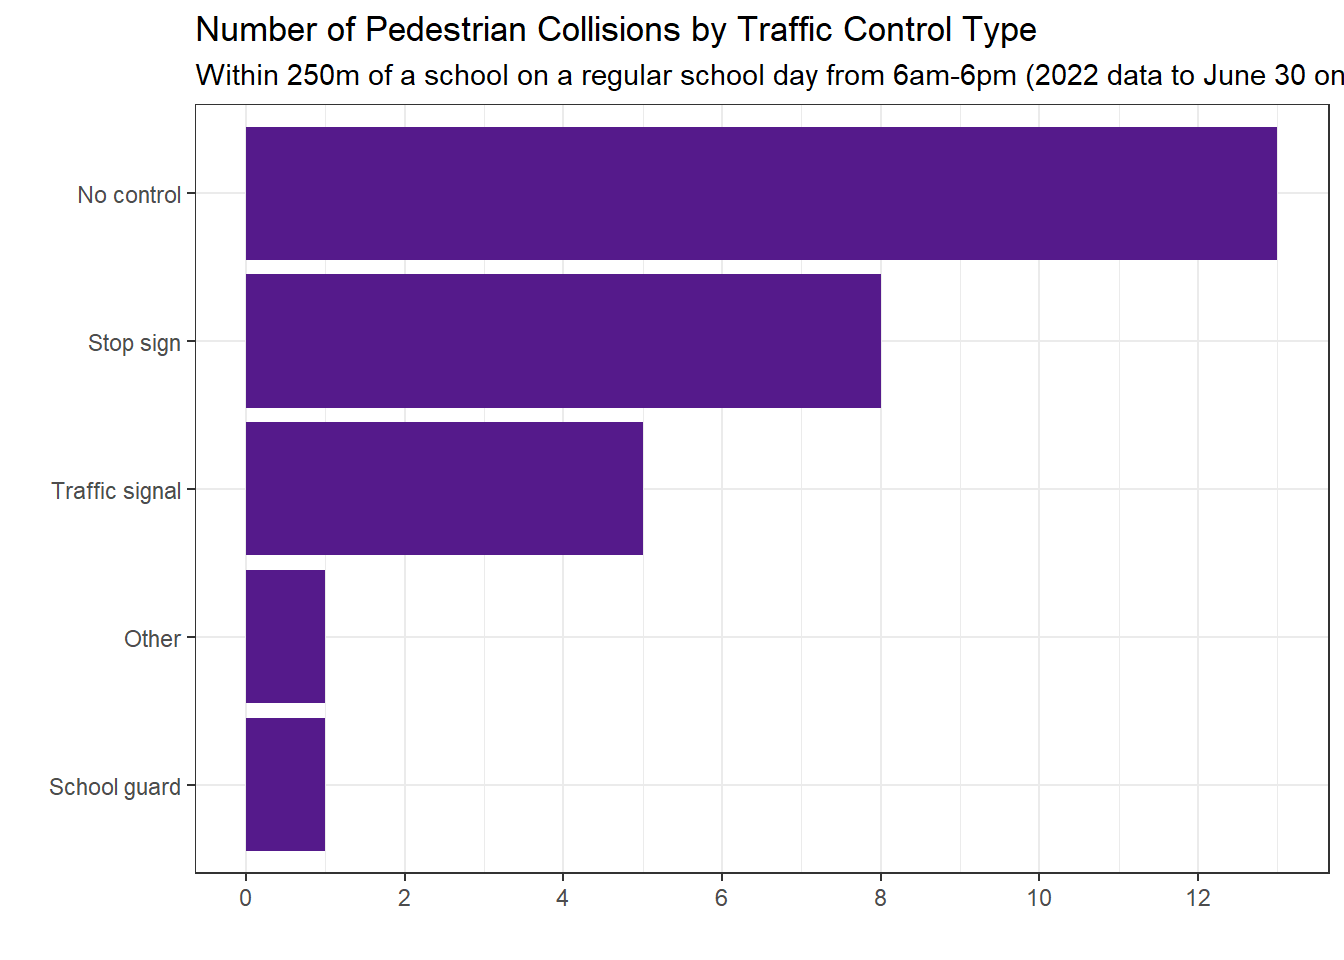 Number of Pedestrian Collisions by Traffic Control Type
Within 250m of a school on a regular school day from 6am-6pm (2022 data to June 30 on
No control
Stop sign
Traffic signal
Other
School guard
0 2 4 6 8 10 12